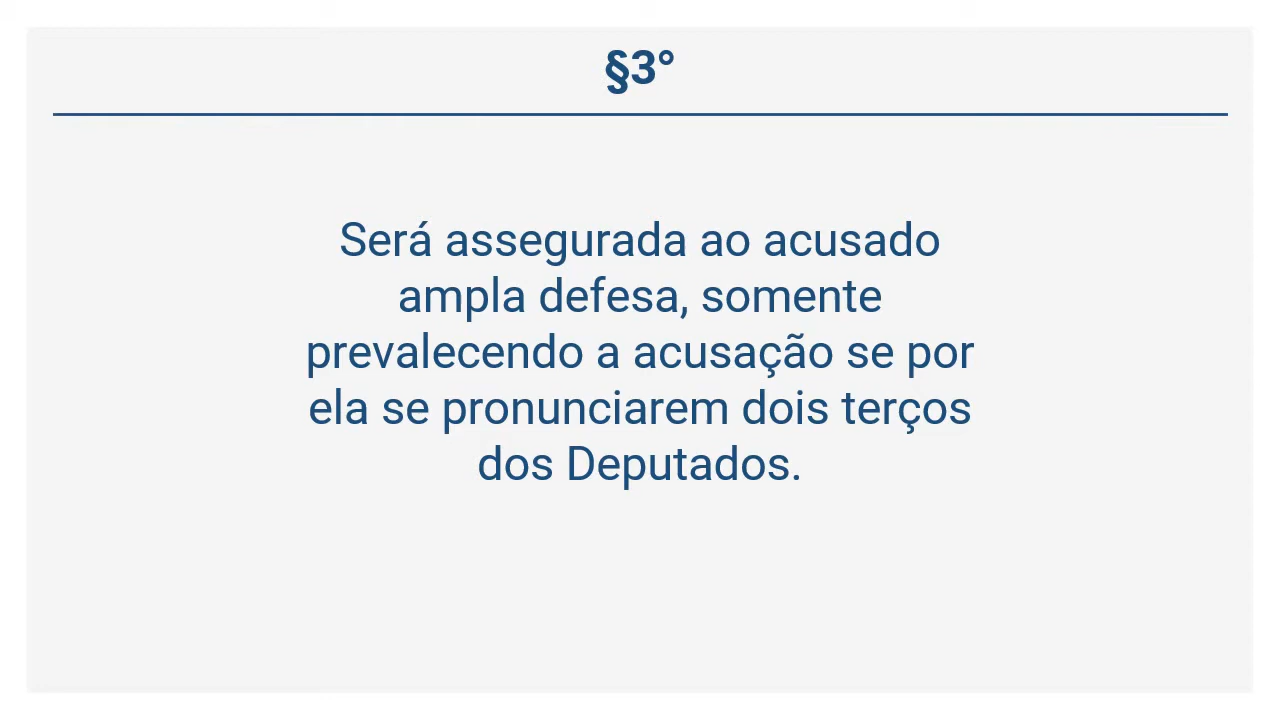 §3°
Será assegurada ao acusado
ampla defesa, somente
prevalecendo a acusação se por
ela se pronunciarem dois terços
dos Deputados.